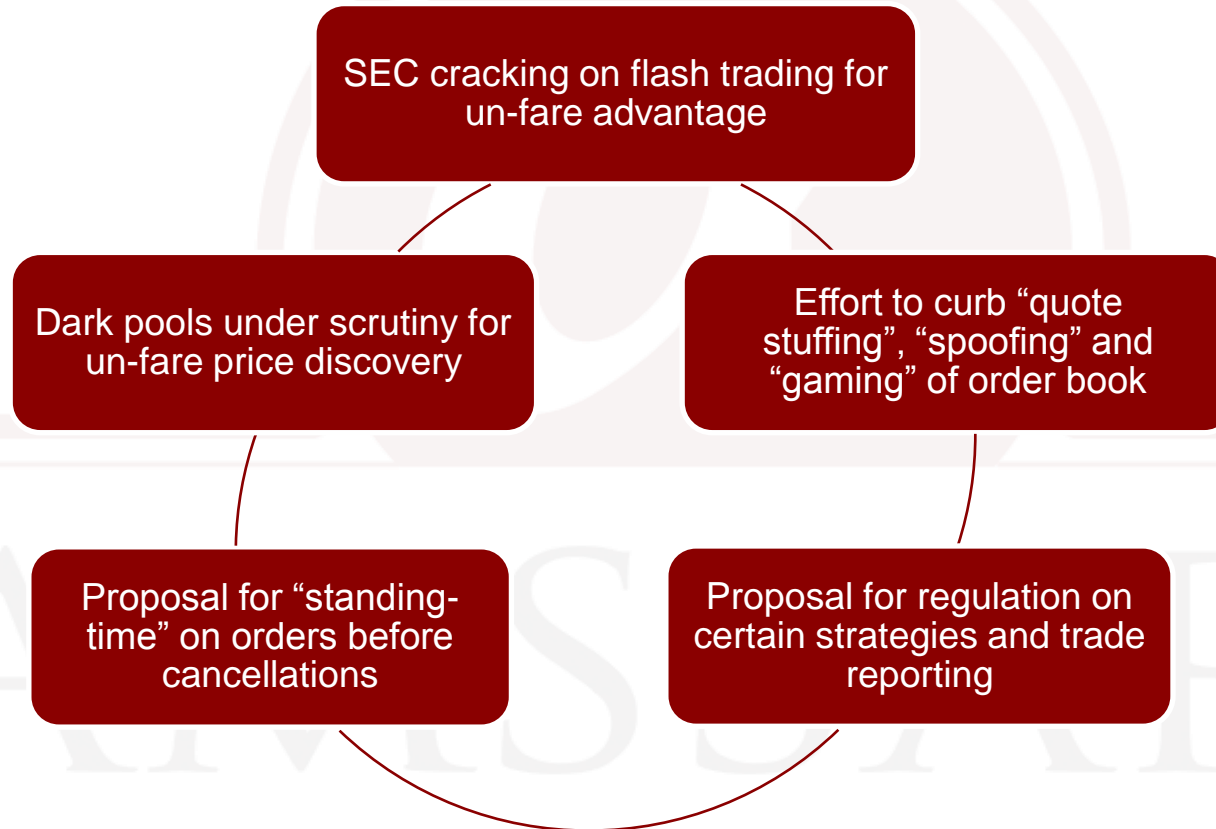 SEC cracking on flash trading for
un-fare advantage
Dark pools under scrutiny for
un-fare price discovery
Effort to curb “quote
stuffing”, “spoofing” and
“gaming” of order book
Proposal for “standing-
time” on orders before
cancellations
Proposal for regulation on
certain strategies and trade
reporting